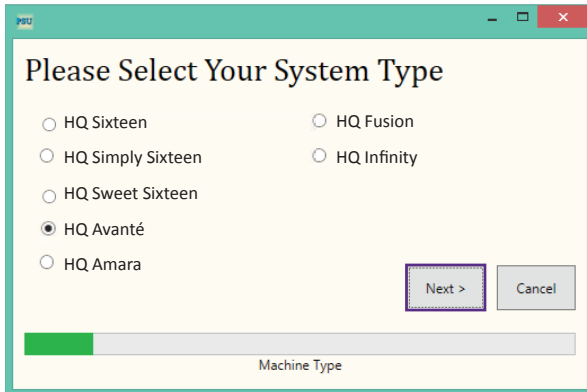 PSU
Please Select Your System Type
HQ Sixteen
HQ Simply Sixteen
HQ Sweet Sixteen
HQ Avanté
HQ Amara
HQ Fusion
HQ Infinity
Next >
Cancel
Machine Type